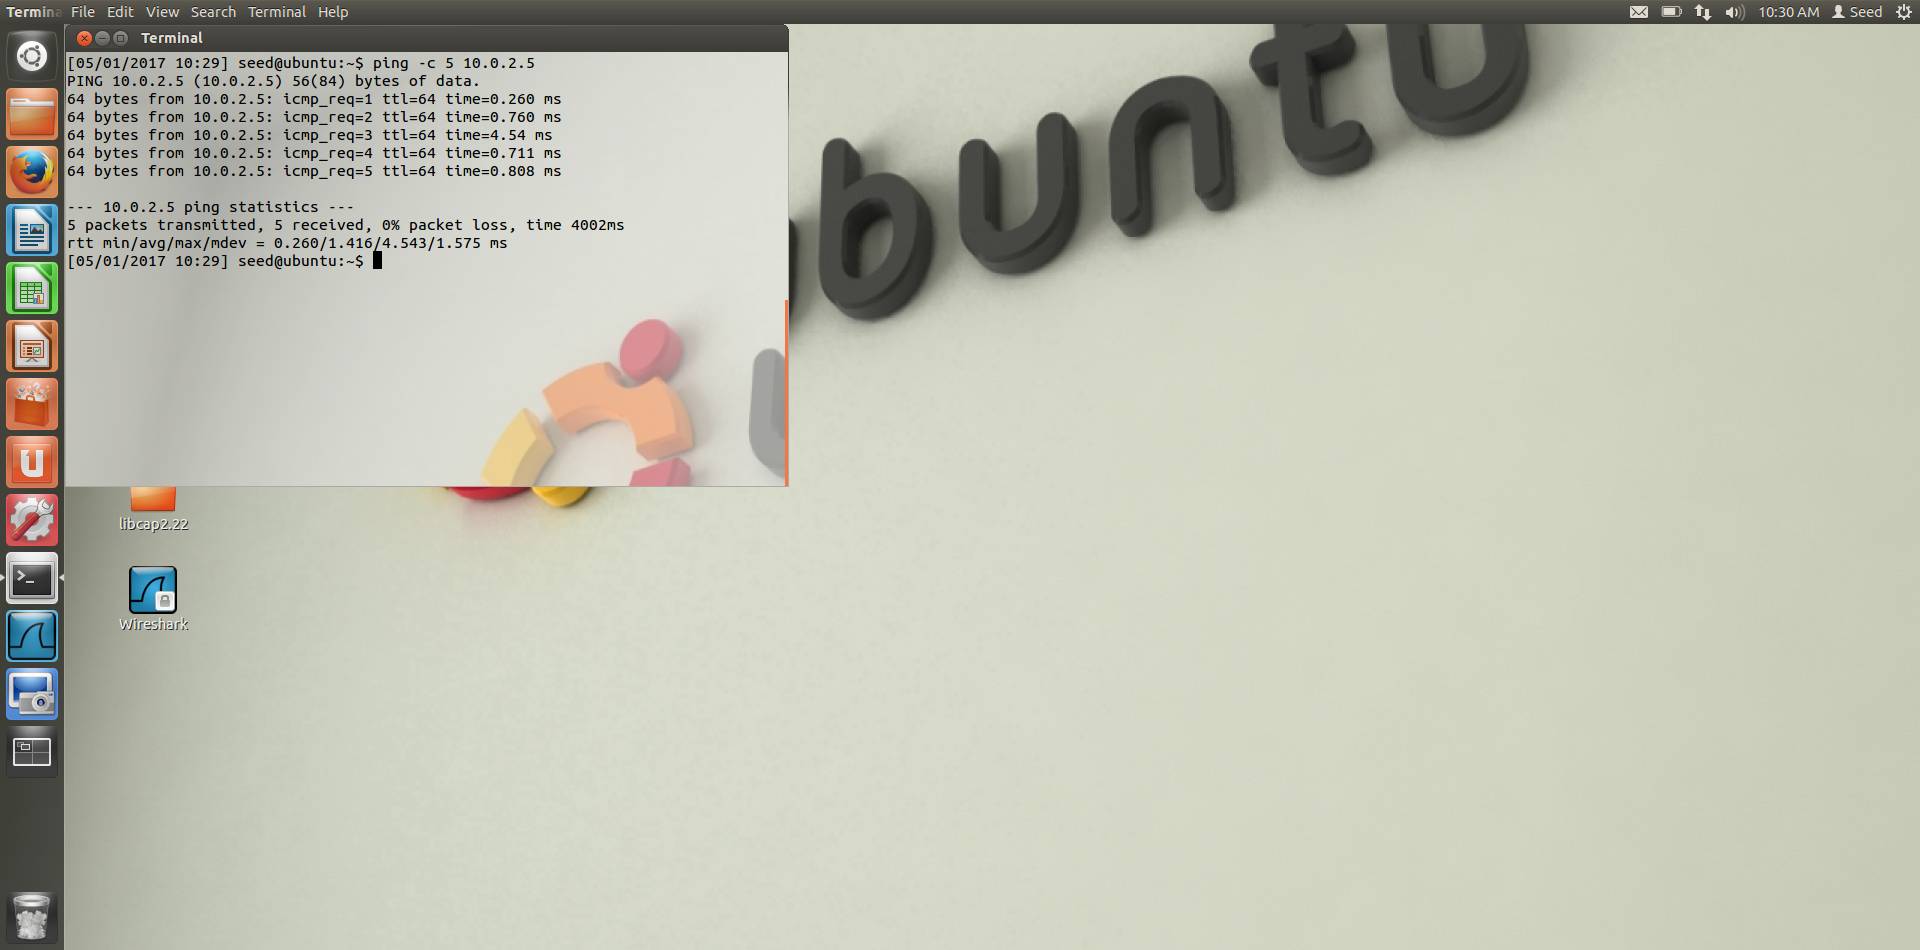 Termina File Edit View Search Terminal Help 10:30 AM Seed
Terminal
[05/01/2017 10:29] seed@ubuntu:~$ ping -c 5 10.0.2.5
PING 10.0.2.5 (10.0.2.5) 56(84) bytes of data.
64 bytes from 10.0.2.5: icmp_req=1 ttl=64 time=0.260 ms
64 bytes from 10.0.2.5: icmp_req=2 ttl=64 time=0.760 ms
64 bytes from 10.0.2.5: icmp_req=3 ttl=64 time=4.54 ms
64 bytes from 10.0.2.5: icmp_req=4 ttl=64 time=0.711 ms
64 bytes from 10.0.2.5: icmp_req=5 ttl=64 time=0.808 ms
--- 10.0.2.5 ping statistics ---
5 packets transmitted, 5 received, 0% packet loss, time 4002ms
rtt min/avg/max/mdev = 0.260/1.416/4.543/1.575 ms
[05/01/2017 10:29] seed@ubuntu:~$
ubuntu
libcap2.22
Wireshark